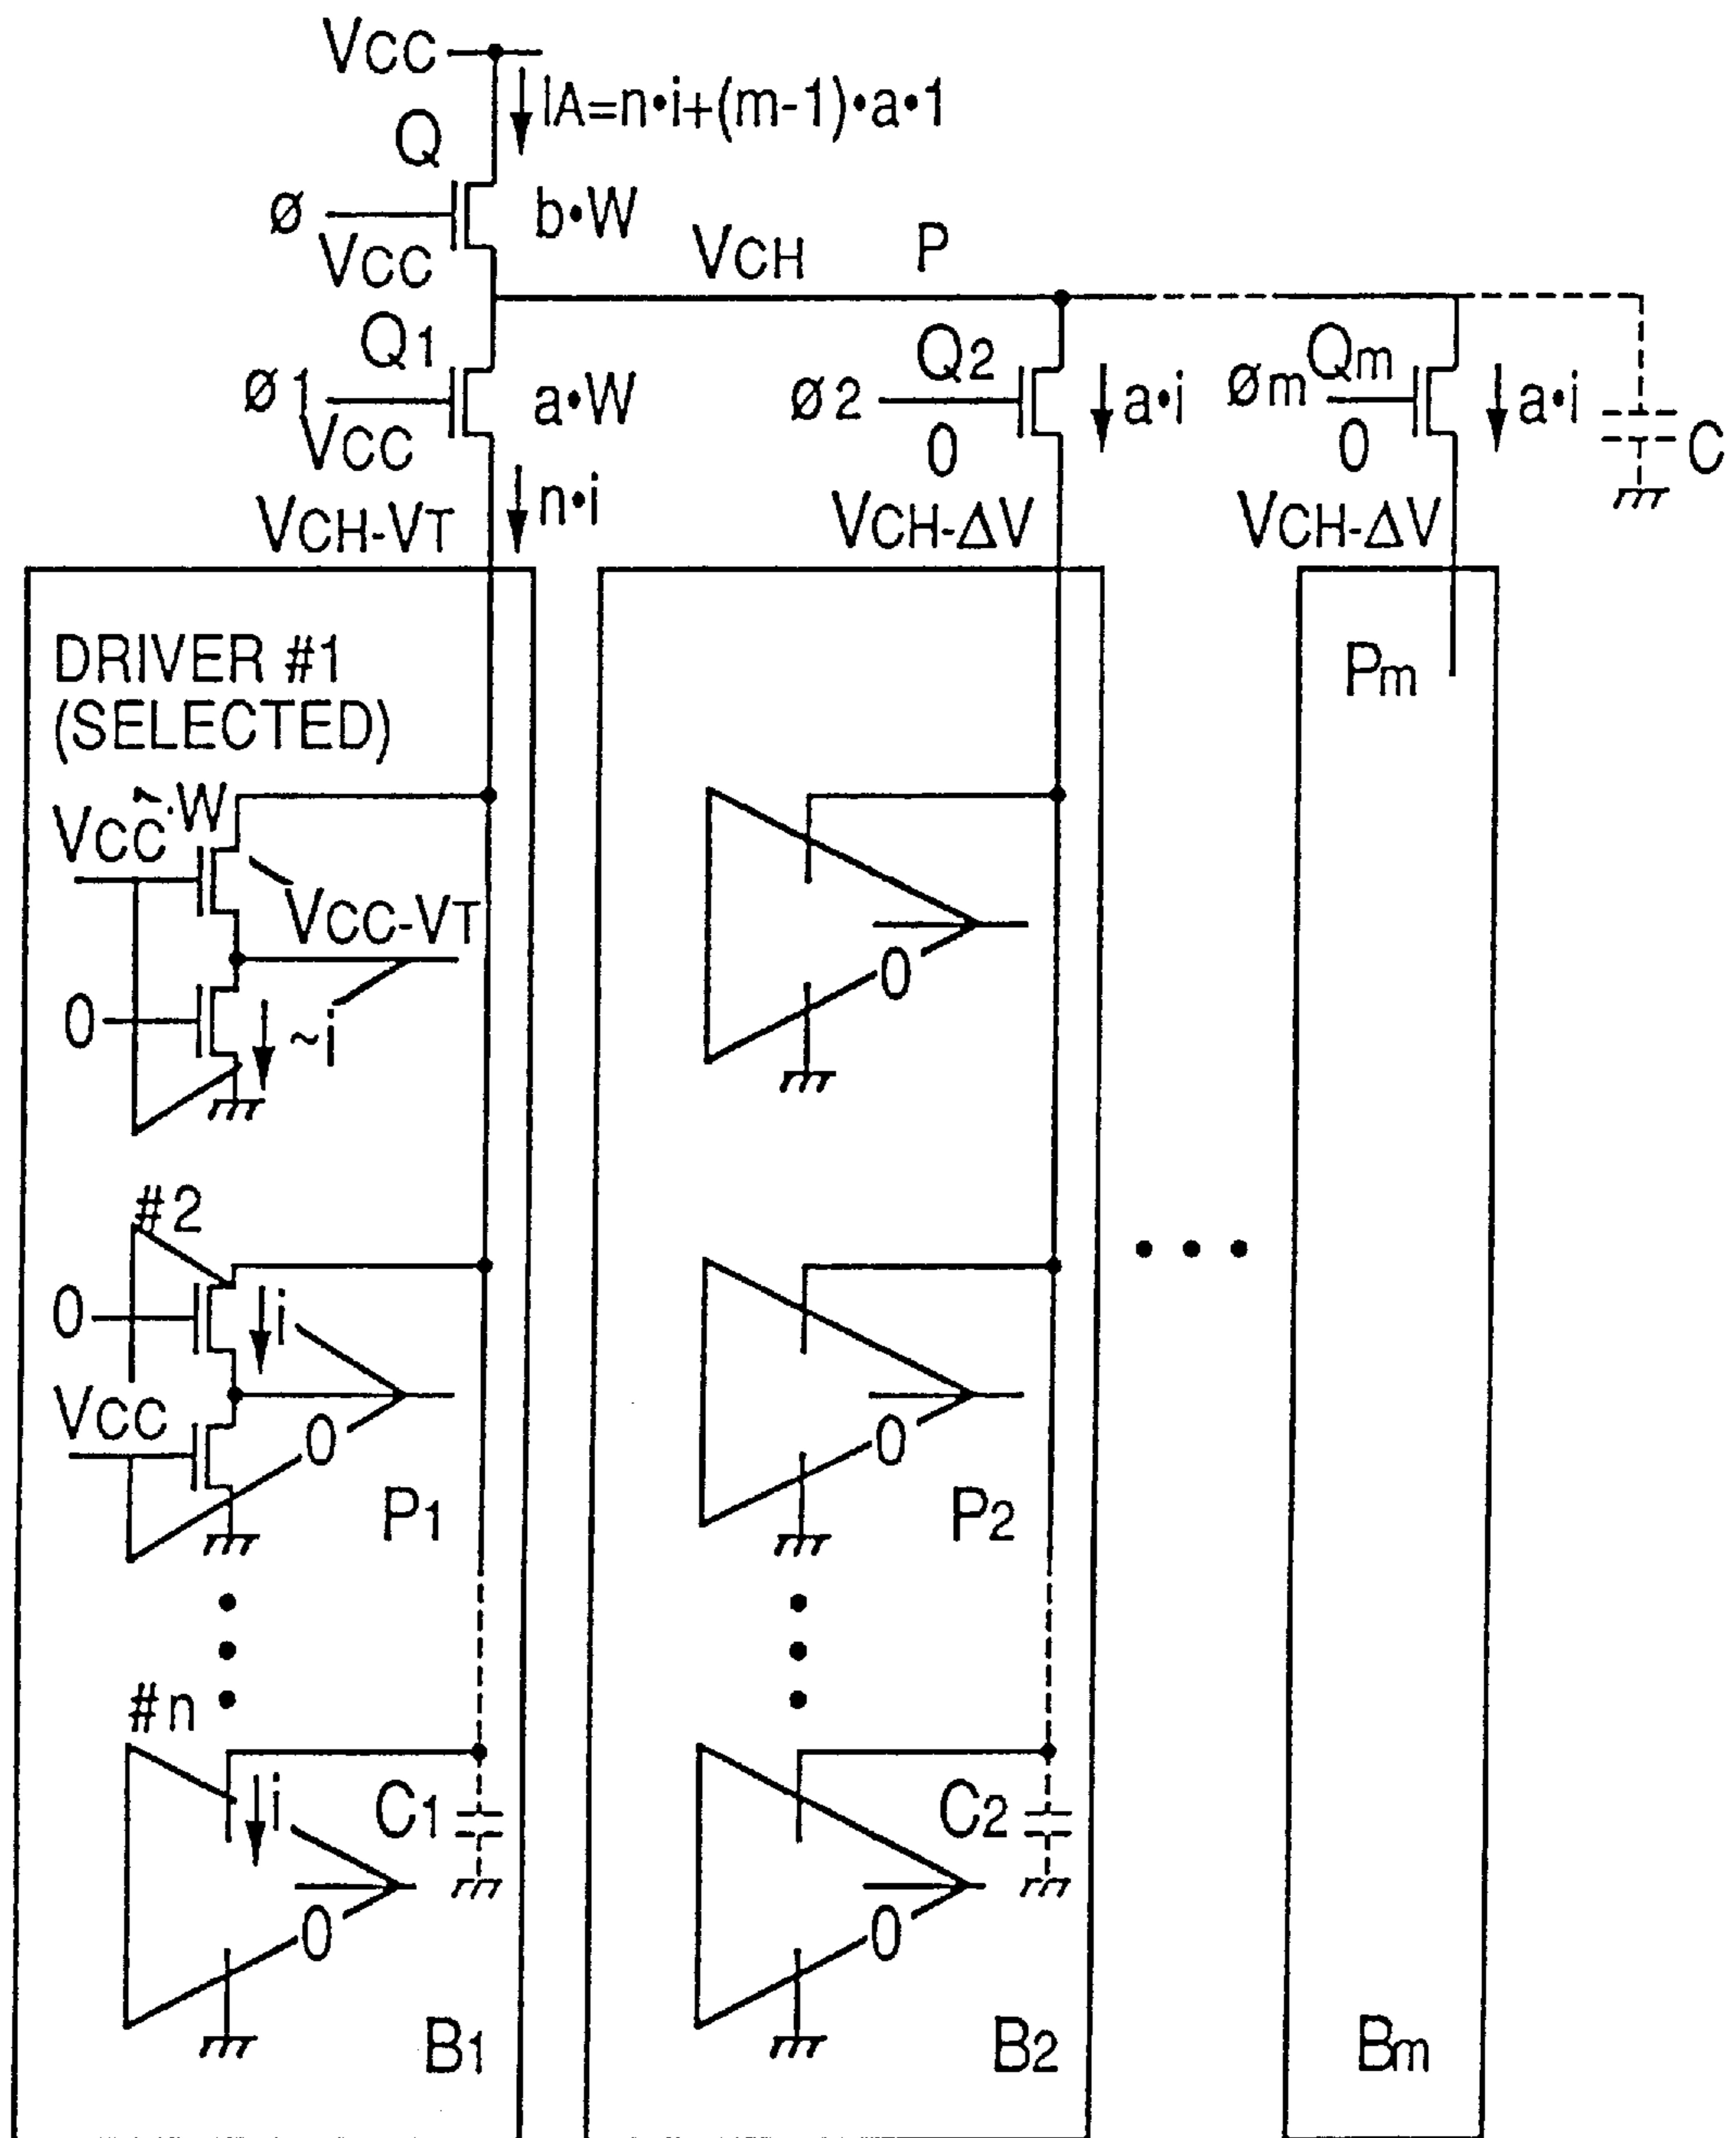 VCC
IA=n•i+(m-1)•a•1
Q
ø
b•W
VCC
VCH
P
Q1
Q2
Qm
ø1
a•W
ø2
a•i
øm
a•i
VCC
0
0
C
n•i
VCH-VT
VCH-ΔV
VCH-ΔV
DRIVER #1
(SELECTED)
Pm
W
VCC
VCC-VT
0
0
~i
#2
0
i
VCC
0
0
P1
P2
#n
i
C1
C2
0
0
B1
B2
Bm